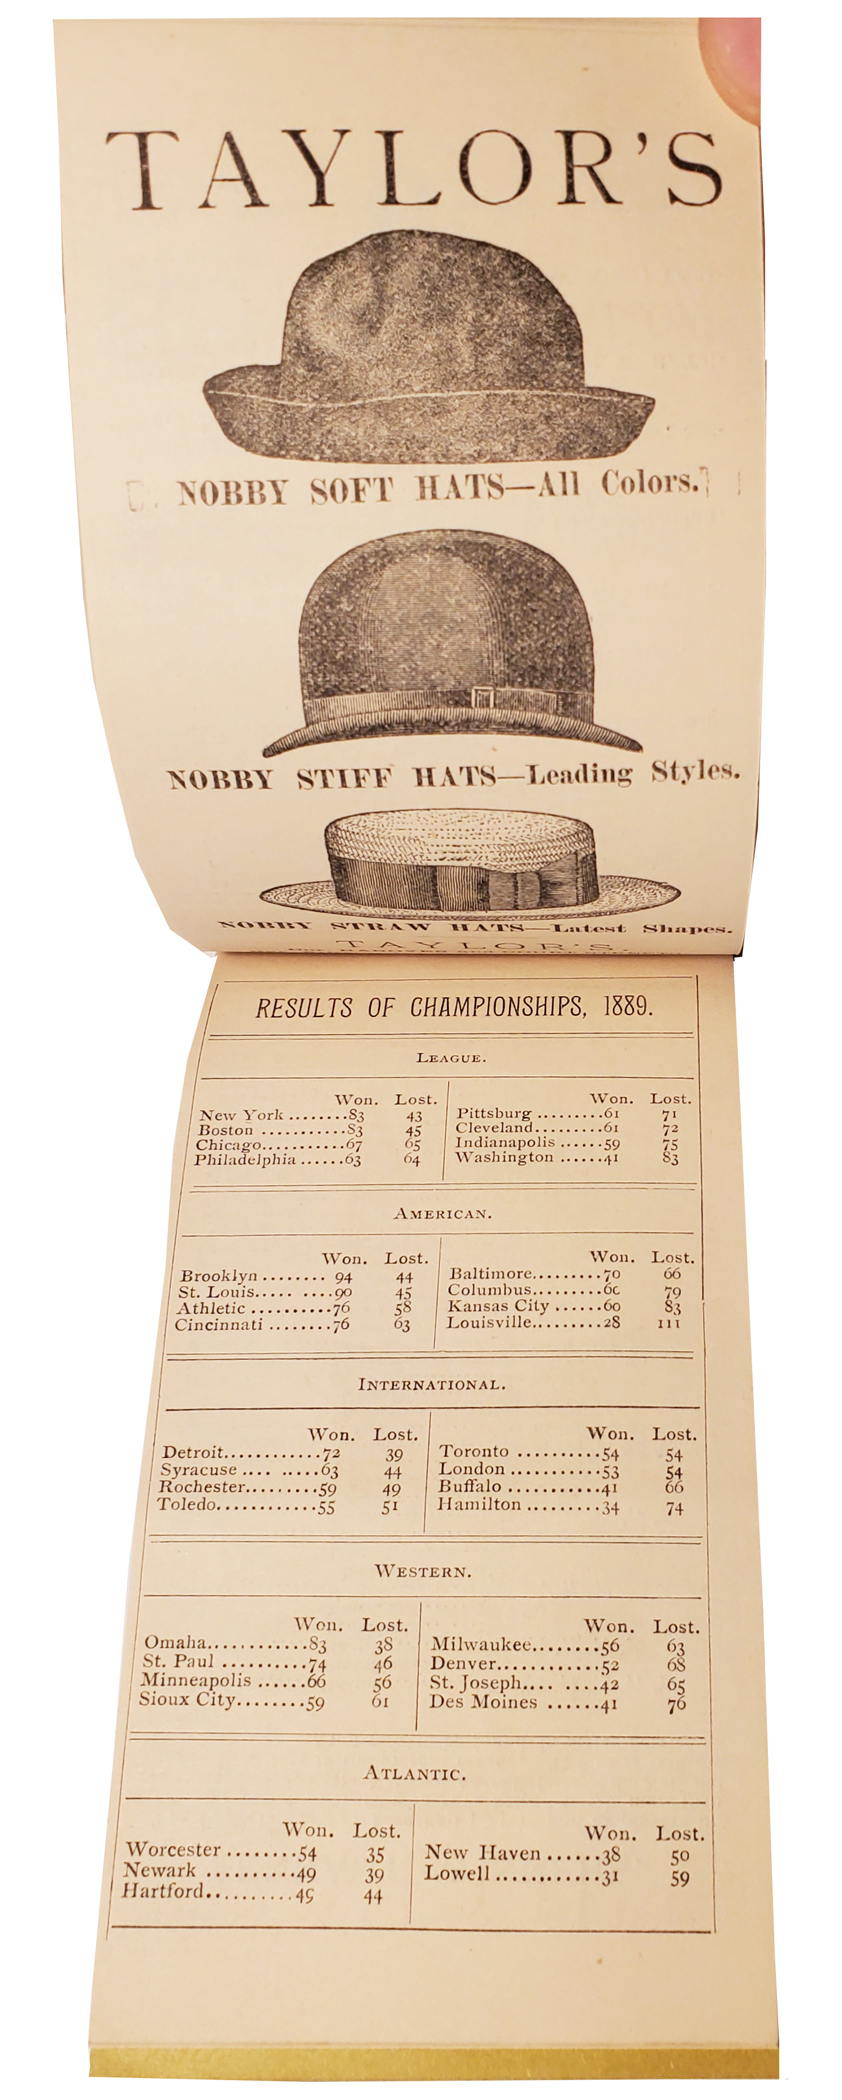 TAYLOR'S
NOBBY SOFT HATS—All Colors.
NOBBY STIFF HATS—Leading Styles.
NOBBY STRAW HATS—Latest Shapes.
TAYLOR'S.
RESULTS OF CHAMPIONSHIPS, 1889.
LEAGUE.
Won. Lost. Won. Lost.
New York ........83 43 Pittsburg .........61 71
Boston ...........83 45 Cleveland.........61 72
Chicago...........67 65 Indianapolis ......59 75
Philadelphia ......63 64 Washington ......41 83
AMERICAN.
Won. Lost. Won. Lost.
Brooklyn ........ 94 44 Baltimore.........70 66
St. Louis..... ....90 45 Columbus.........60 79
Athletic ..........76 58 Kansas City ......60 83
Cincinnati ........76 63 Louisville.........28 111
INTERNATIONAL.
Won. Lost. Won. Lost.
Detroit............72 39 Toronto ..........54 54
Syracuse .... .....63 44 London ...........53 54
Rochester.........59 49 Buffalo ...........41 66
Toledo............55 51 Hamilton .........34 74
WESTERN.
Won. Lost. Won. Lost.
Omaha............83 38 Milwaukee........56 63
St. Paul ..........74 46 Denver............52 68
Minneapolis ......66 56 St. Joseph.... ....42 65
Sioux City........59 61 Des Moines ......41 76
ATLANTIC.
Won. Lost. Won. Lost.
Worcester ........54 35 New Haven ......38 50
Newark ..........49 39 Lowell ............31 59
Hartford..........49 44